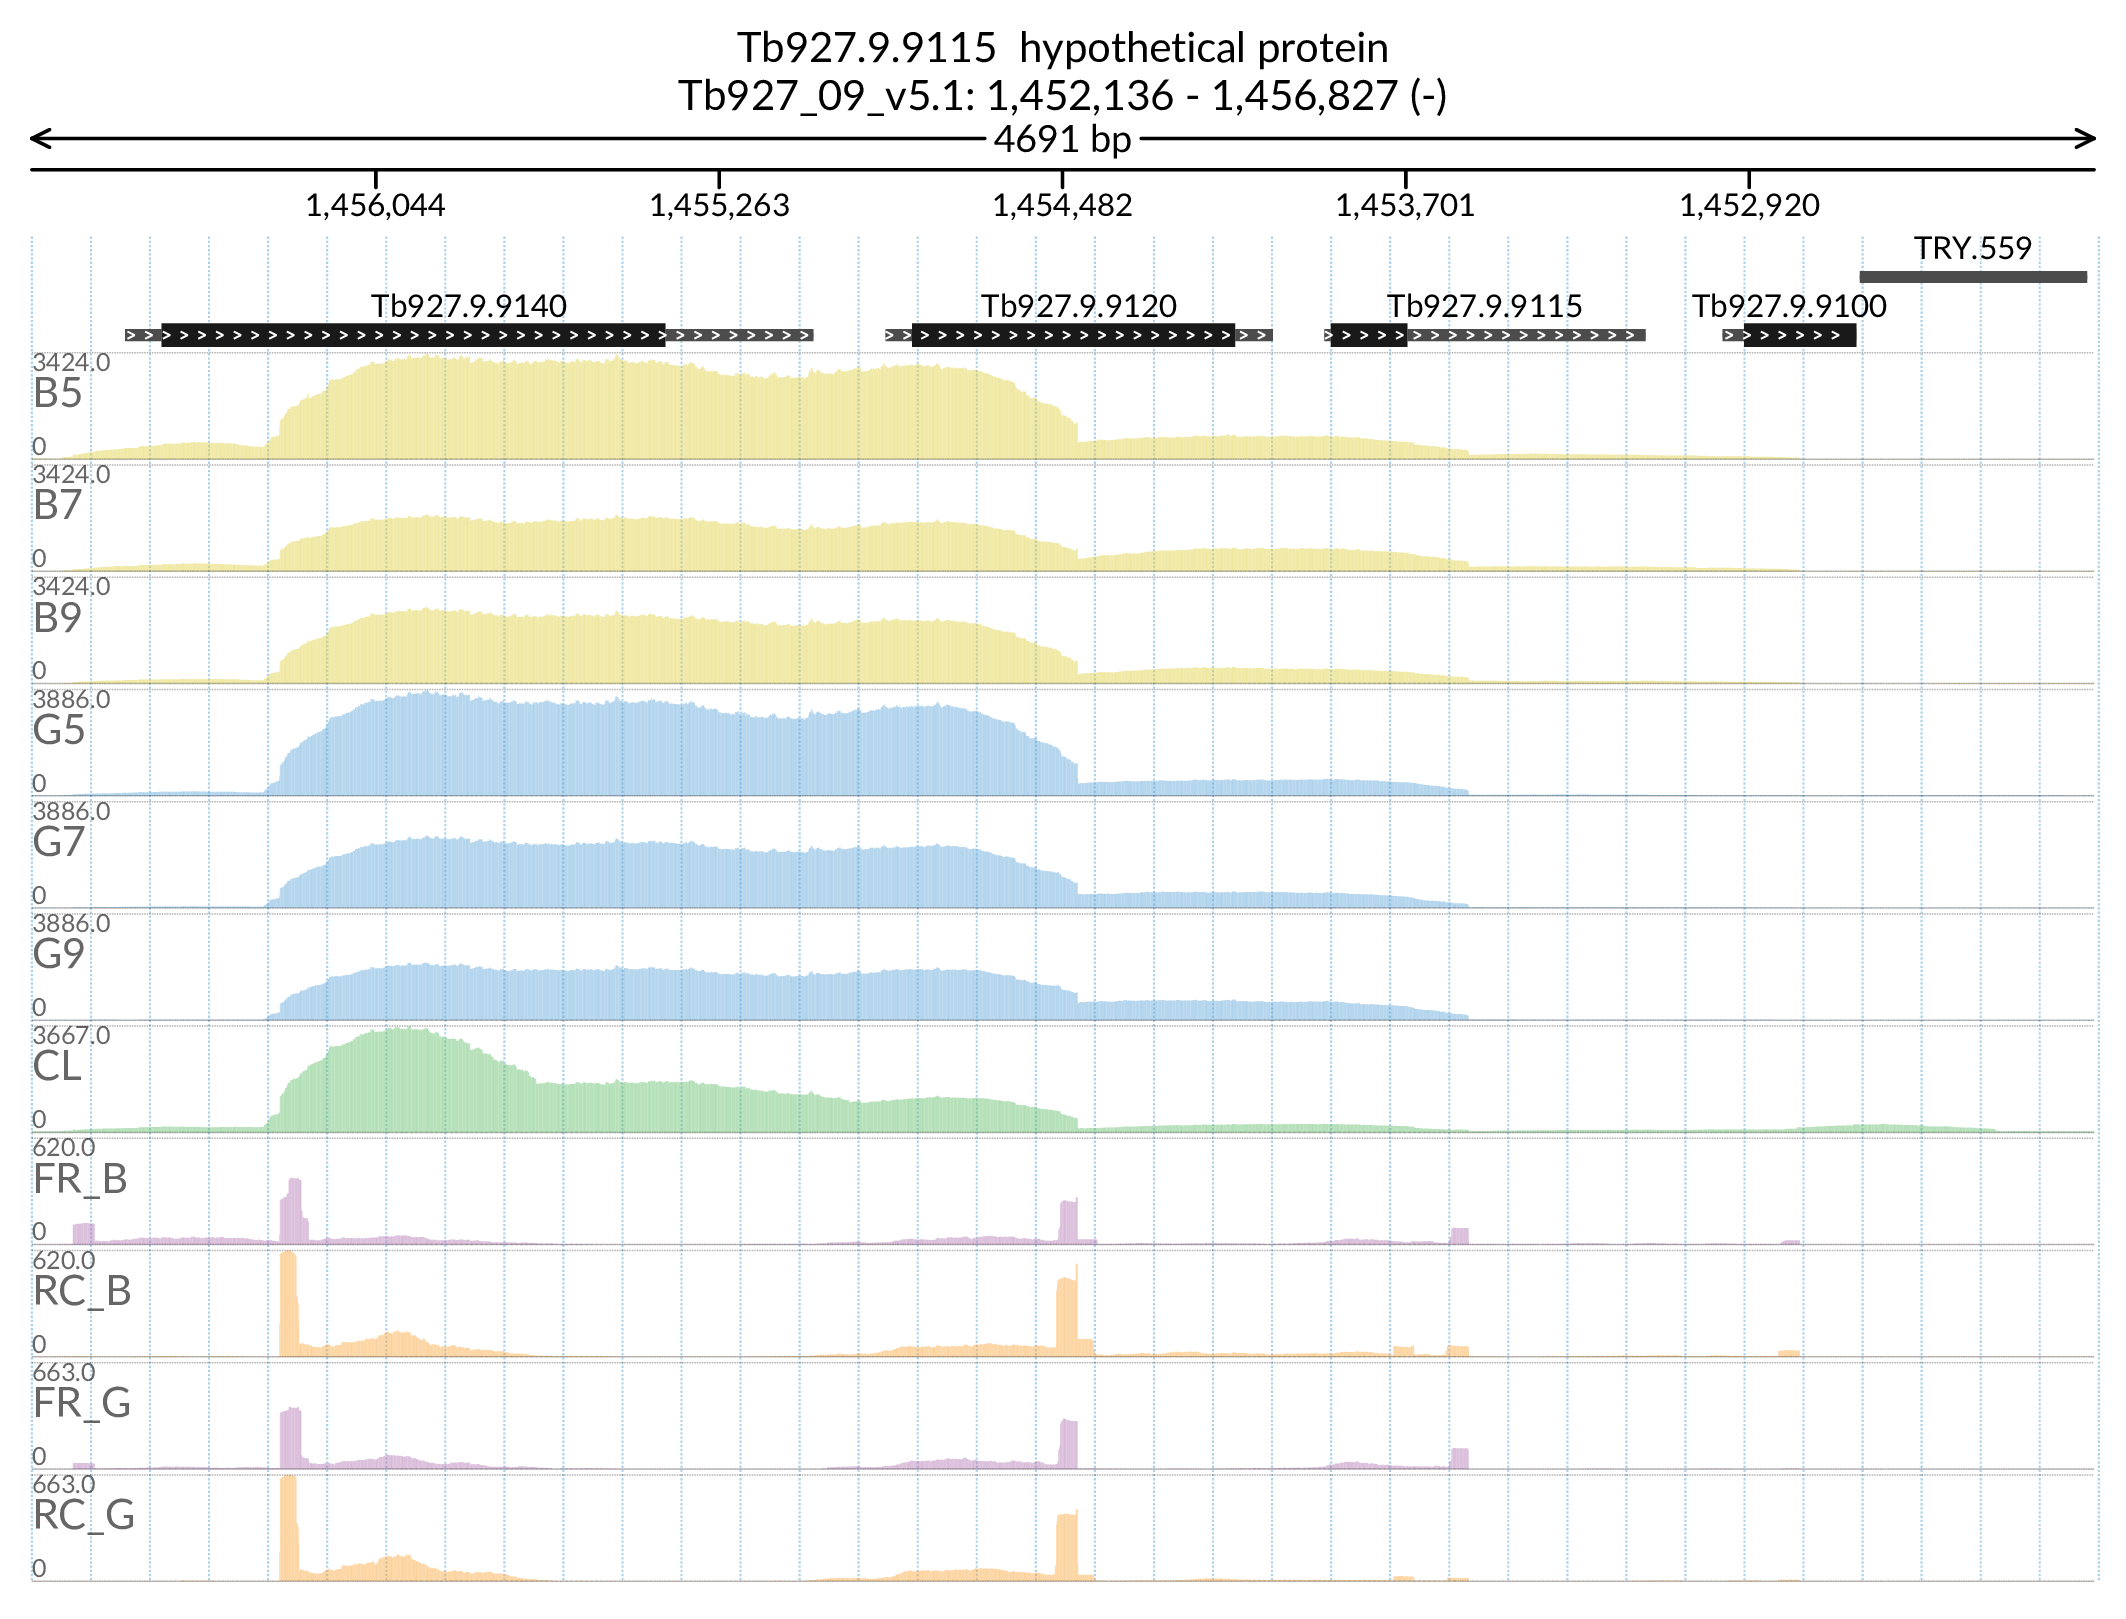 Tb927.9.9115 hypothetical protein
Tb927_09_v5.1: 1,452,136 - 1,456,827 (-)
4691 bp
1,456,044 1,455,263 1,454,482 1,453,701 1,452,920
TRY.559
Tb927.9.9140 Tb927.9.9120 Tb927.9.9115 Tb927.9.9100
3424.0
B5
0
3424.0
B7
0
3424.0
B9
0
3886.0
G5
0
3886.0
G7
0
3886.0
G9
0
3667.0
CL
0
620.0
FR_B
0
620.0
RC_B
0
663.0
FR_G
0
663.0
RC_G
0